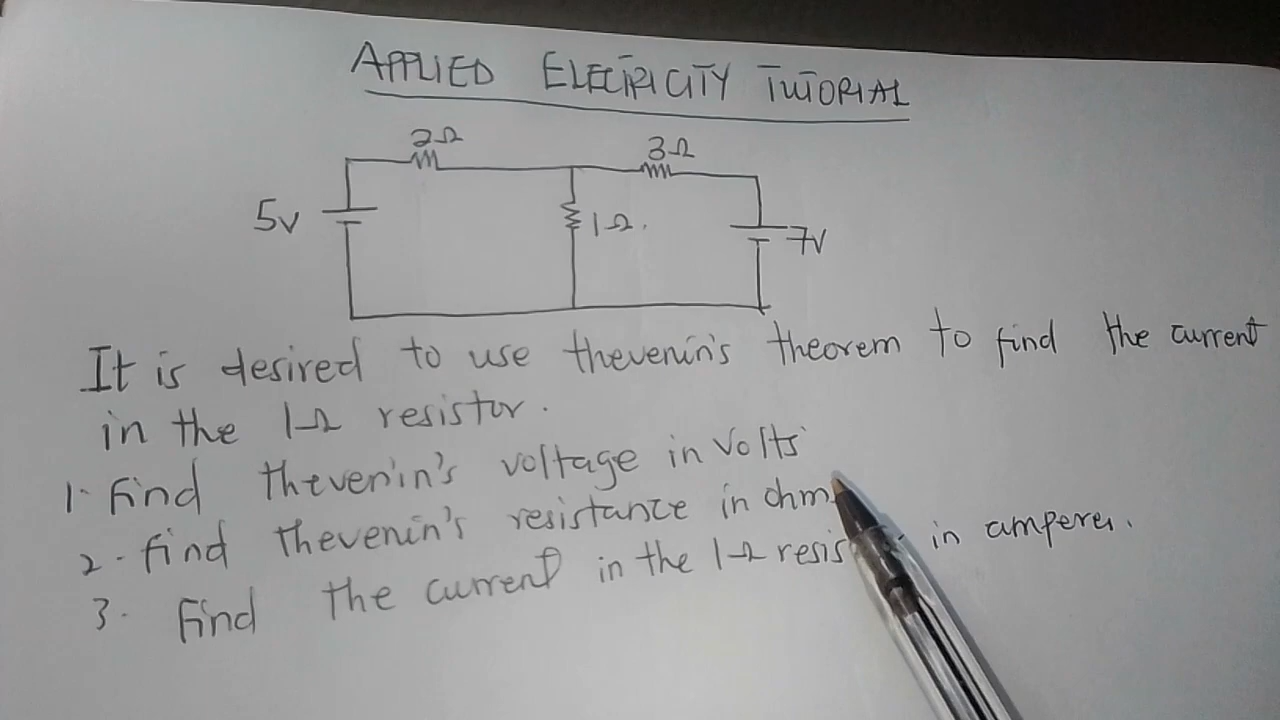 APPLIED ELECTRICITY TUTORIAL
2Ω 3Ω
5v 1Ω. 7V
It is desired to use thevenin's theorem to find the current
in the 1Ω resistor.
1. Find thevenin's voltage in Volts
2. find thevenin's resistance in ohm
3. Find the current in the 1Ω resis in amperes.